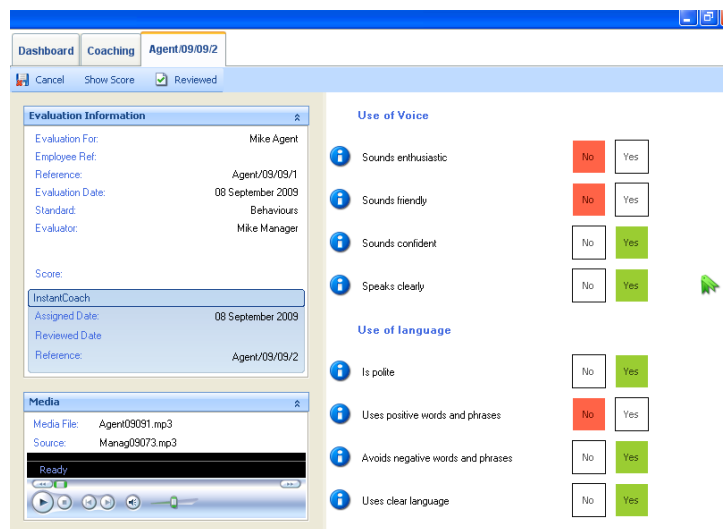 Dashboard Coaching Agent/09/09/2
Cancel Show Score Reviewed
Evaluation Information
Evaluation For: Mike Agent
Employee Ref:
Reference: Agent/09/09/1
Evaluation Date: 08 September 2009
Standard: Behaviours
Evaluator: Mike Manager
Score:
InstantCoach
Assigned Date: 08 September 2009
Reviewed Date
Reference: Agent/09/09/2
Media
Media File: Agent09091.mp3
Source: Manag09073.mp3
Ready
Use of Voice
Sounds enthusiastic No Yes
Sounds friendly No Yes
Sounds confident No Yes
Speaks clearly No Yes
Use of language
Is polite No Yes
Uses positive words and phrases No Yes
Avoids negative words and phrases No Yes
Uses clear language No Yes